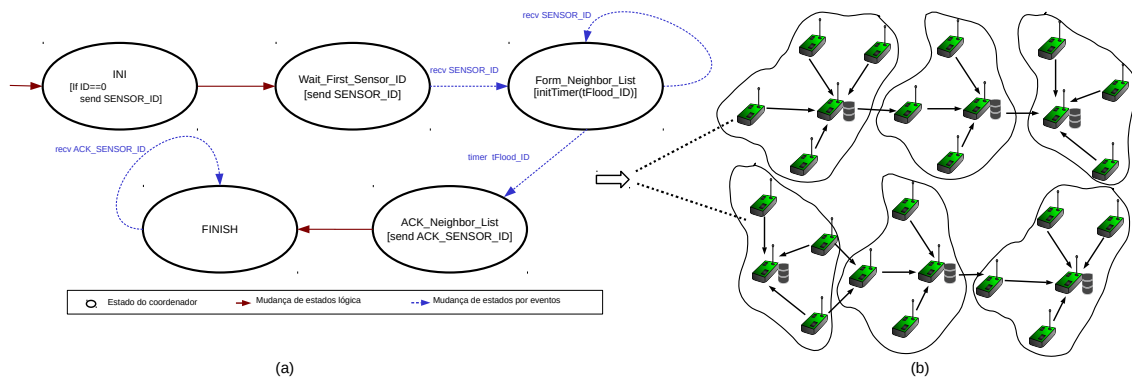 recv SENSOR_ID
INI
[If ID==0
send SENSOR_ID]
Wait_First_Sensor_ID
[send SENSOR_ID]
recv SENSOR_ID
Form_Neighbor_List
[initTimer(tFlood_ID)]
recv ACK_SENSOR_ID
timer tFlood_ID
FINISH
ACK_Neighbor_List
[send ACK_SENSOR_ID]
Estado do coordenador
Mudança de estados lógica
Mudança de estados por eventos
(a)
(b)